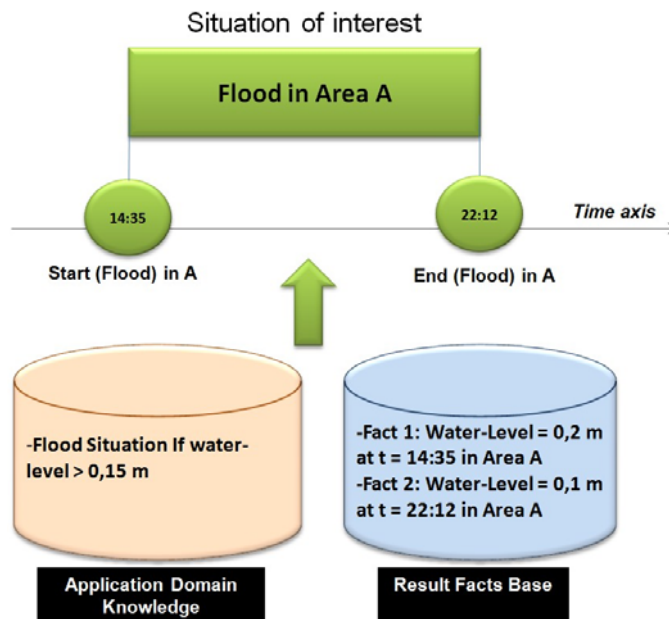 Situation of interest
Flood in Area A
14:35
22:12
Time axis
Start (Flood) in A
End (Flood) in A
-Flood Situation If water-
level > 0,15 m
-Fact 1: Water-Level = 0,2 m
at t = 14:35 in Area A
-Fact 2: Water-Level = 0,1 m
at t = 22:12 in Area A
Application Domain
Knowledge
Result Facts Base